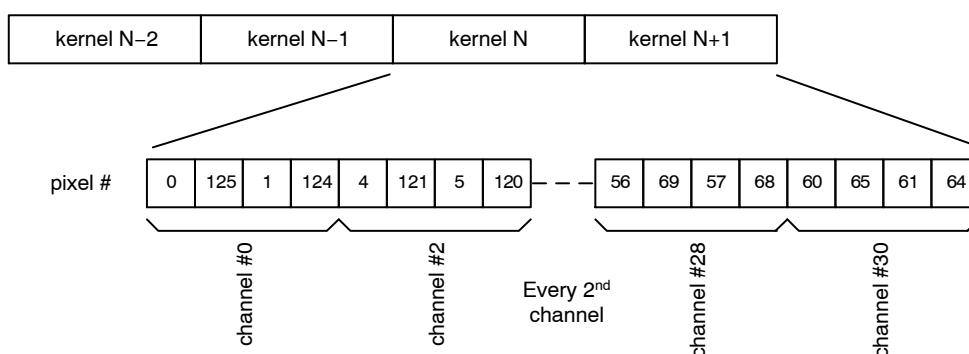 kernel N−2 kernel N−1 kernel N kernel N+1
pixel # 0 125 1 124 4 121 5 120 56 69 57 68 60 65 61 64
channel #0
channel #2
Every 2nd
channel
channel #28
channel #30